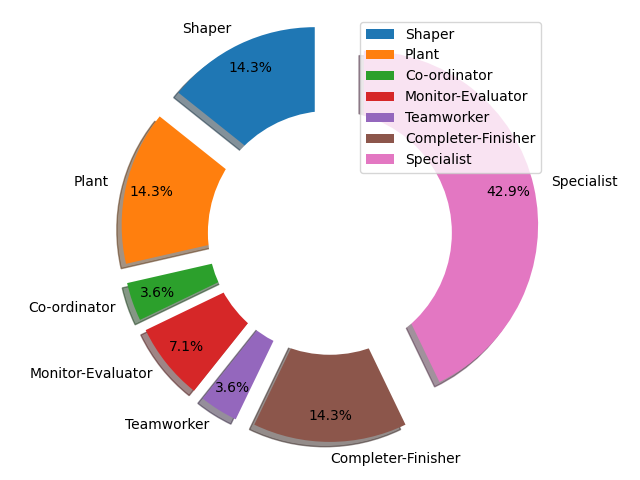 Shaper
14.3%
Plant
14.3%
Co-ordinator
3.6%
Monitor-Evaluator
7.1%
Teamworker
3.6%
Completer-Finisher
14.3%
Specialist
42.9%
Shaper
Plant
Co-ordinator
Monitor-Evaluator
Teamworker
Completer-Finisher
Specialist